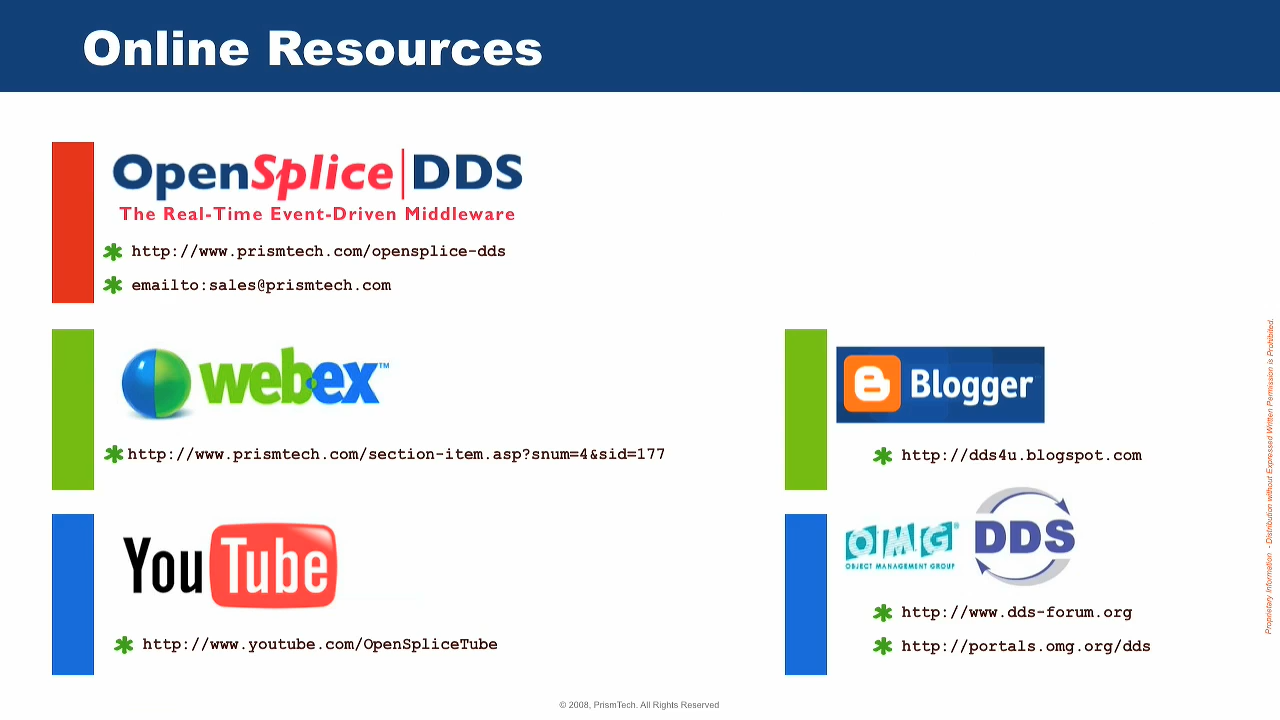 Online Resources
OpenSplice|DDS
The Real-Time Event-Driven Middleware
http://www.prismtech.com/opensplice-dds
emailto:sales@prismtech.com
webex™
http://www.prismtech.com/section-item.asp?snum=4&sid=177
YouTube
http://www.youtube.com/OpenSpliceTube
Blogger
http://dds4u.blogspot.com
OMG®
OBJECT MANAGEMENT GROUP
DDS
http://www.dds-forum.org
http://portals.omg.org/dds
Proprietary Information - Distribution without Expressed Written Permission is Prohibited.
© 2008, PrismTech. All Rights Reserved